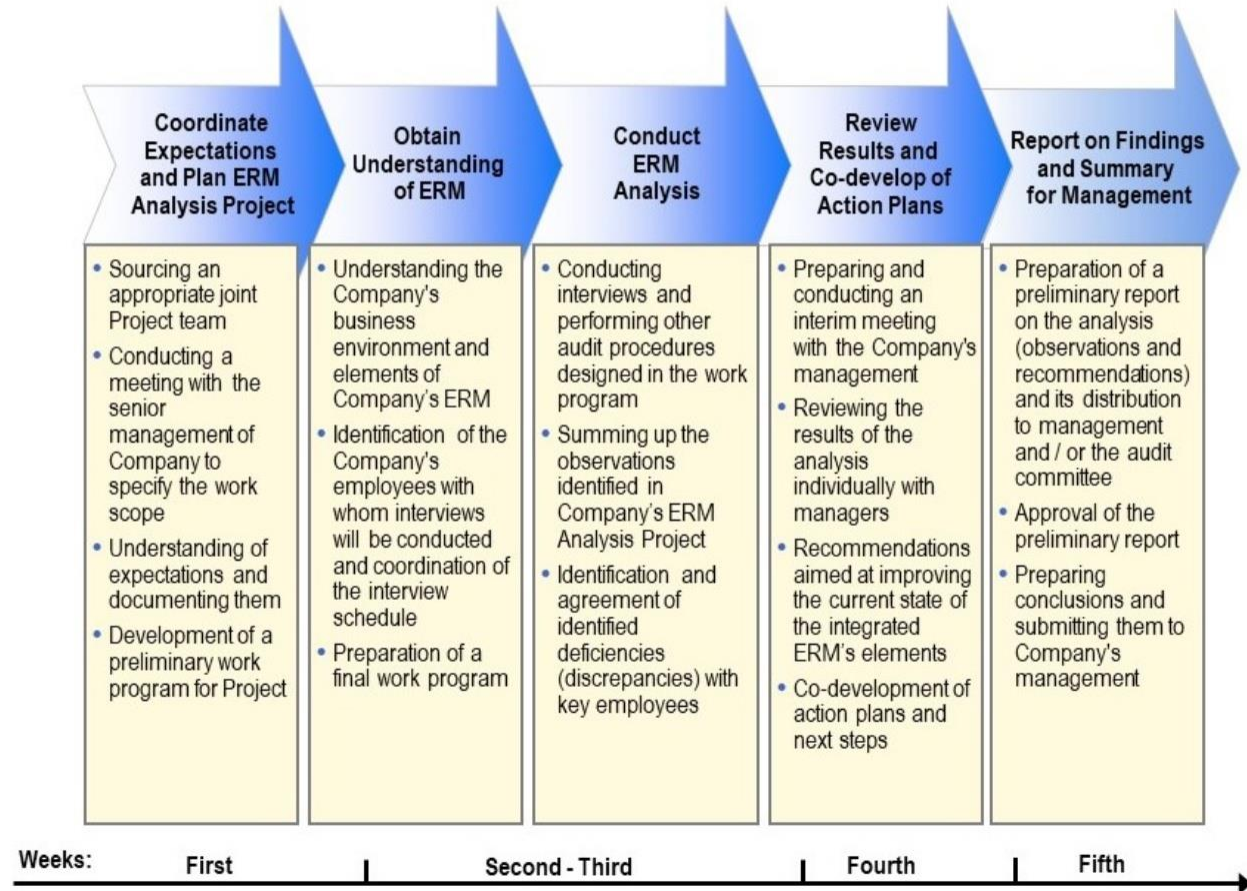 Coordinate
Expectations
and Plan ERM
Analysis Project
Obtain
Understanding
of ERM
Conduct
ERM
Analysis
Review
Results and
Co-develop of
Action Plans
Report on Findings
and Summary
for Management
• Sourcing an
appropriate joint
Project team
• Conducting a
meeting with the
senior
management of
Company to
specify the work
scope
• Understanding of
expectations and
documenting them
• Development of a
preliminary work
program for Project
• Understanding the
Company's
business
environment and
elements of
Company's ERM
• Identification of the
Company's
employees with
whom interviews
will be conducted
and coordination of
the interview
schedule
• Preparation of a
final work program
• Conducting
interviews and
performing other
audit procedures
designed in the work
program
• Summing up the
observations
identified in
Company's ERM
Analysis Project
• Identification and
agreement of
identified
deficiencies
(discrepancies) with
key employees
• Preparing and
conducting an
interim meeting
with the Company's
management
• Reviewing the
results of the
analysis
individually with
managers
• Recommendations
aimed at improving
the current state of
the integrated
ERM's elements
• Co-development of
action plans and
next steps
• Preparation of a
preliminary report
on the analysis
(observations and
recommendations)
and its distribution
to management
and / or the audit
committee
• Approval of the
preliminary report
• Preparing
conclusions and
submitting them to
Company's
management
Weeks: First Second - Third Fourth Fifth